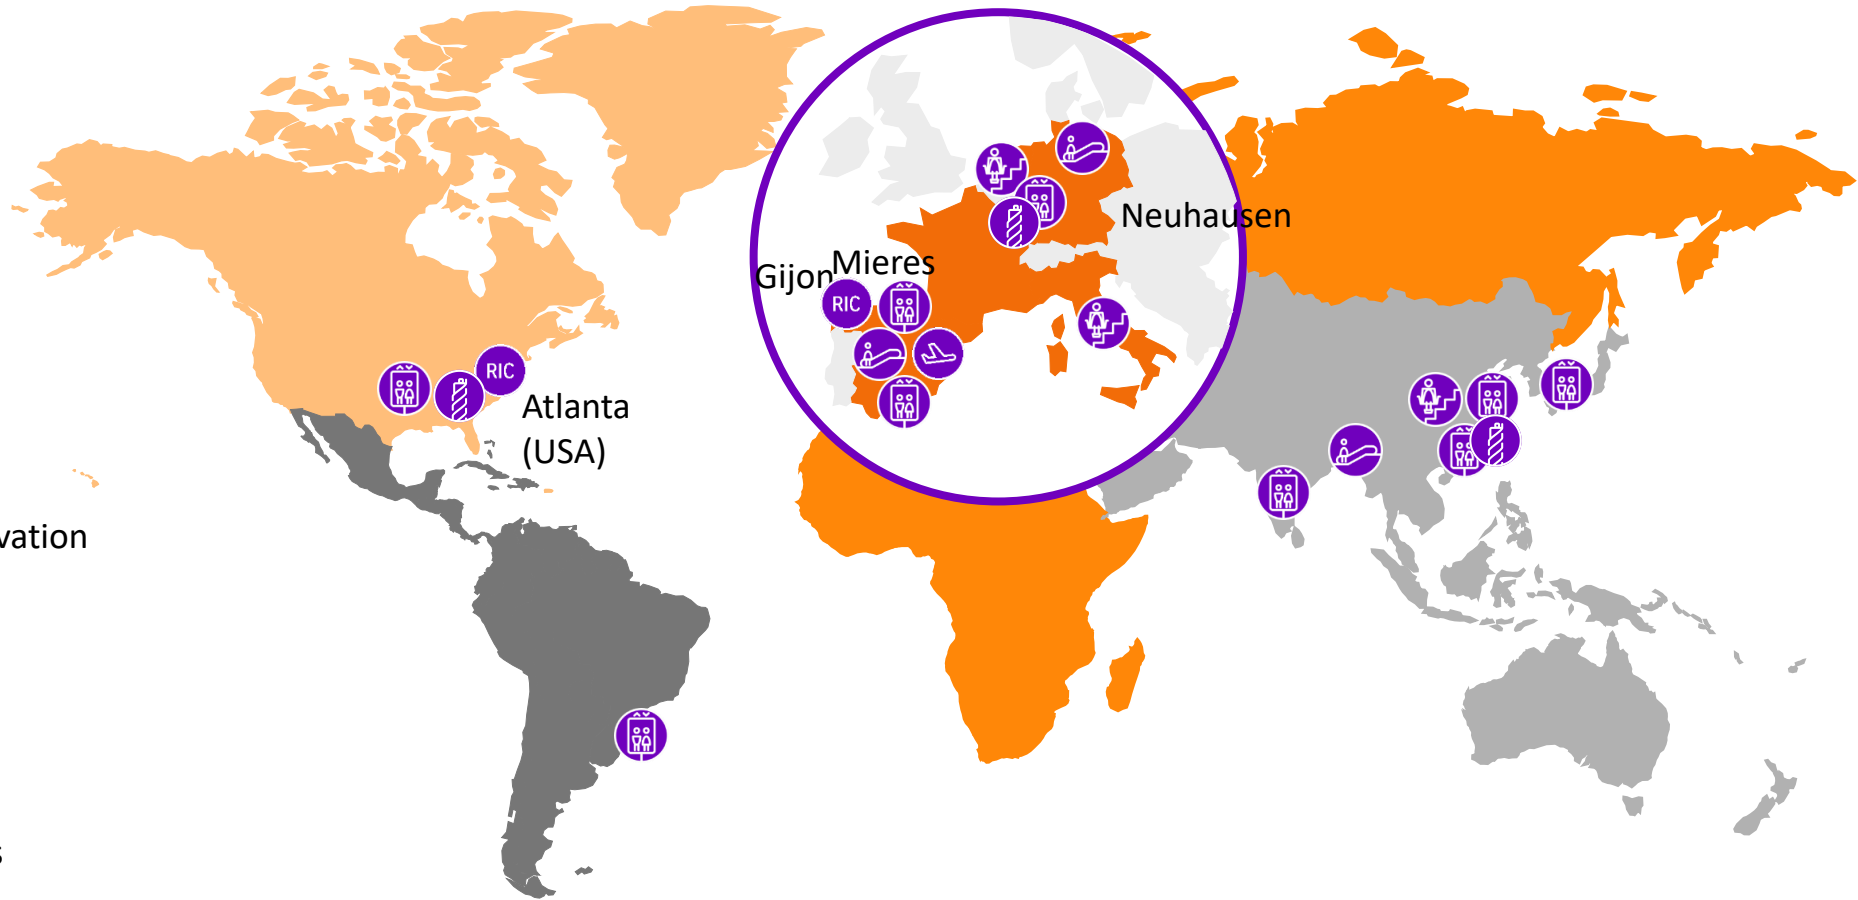 Neuhausen
Mieres
Gijon
RIC
RIC
Atlanta
(USA)
vation
s